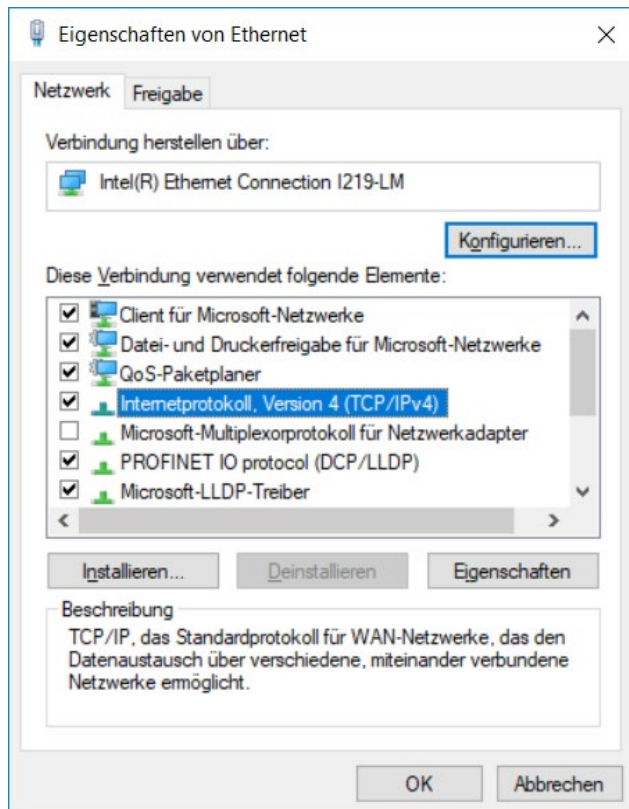 Eigenschaften von Ethernet
Netzwerk
Freigabe
Verbindung herstellen über:
Intel(R) Ethernet Connection I219-LM
Konfigurieren...
Diese Verbindung verwendet folgende Elemente:
Client für Microsoft-Netzwerke
Datei- und Druckerfreigabe für Microsoft-Netzwerke
QoS-Paketplaner
Internetprotokoll, Version 4 (TCP/IPv4)
Microsoft-Multiplexorprotokoll für Netzwerkadapter
PROFINET IO protocol (DCP/LLDP)
Microsoft-LLDP-Treiber
Installieren...
Deinstallieren
Eigenschaften
Beschreibung
TCP/IP, das Standardprotokoll für WAN-Netzwerke, das den
Datenaustausch über verschiedene, miteinander verbundene
Netzwerke ermöglicht.
OK
Abbrechen